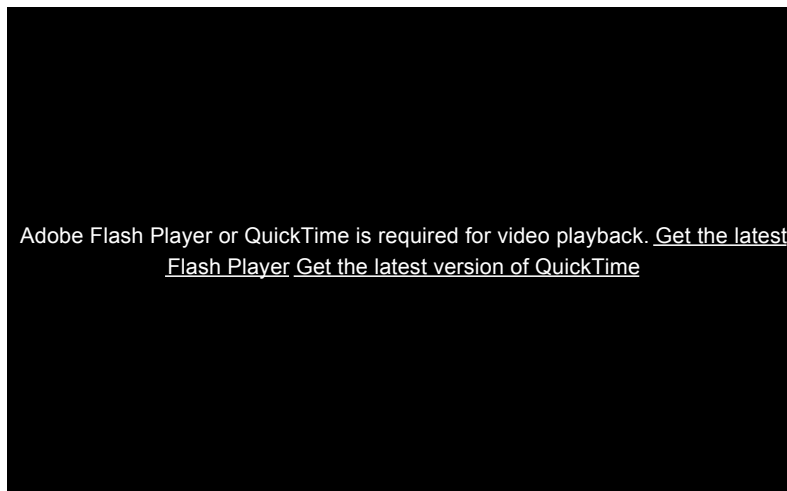 Adobe Flash Player or QuickTime is required for video playback. Get the latest
Flash Player Get the latest version of QuickTime